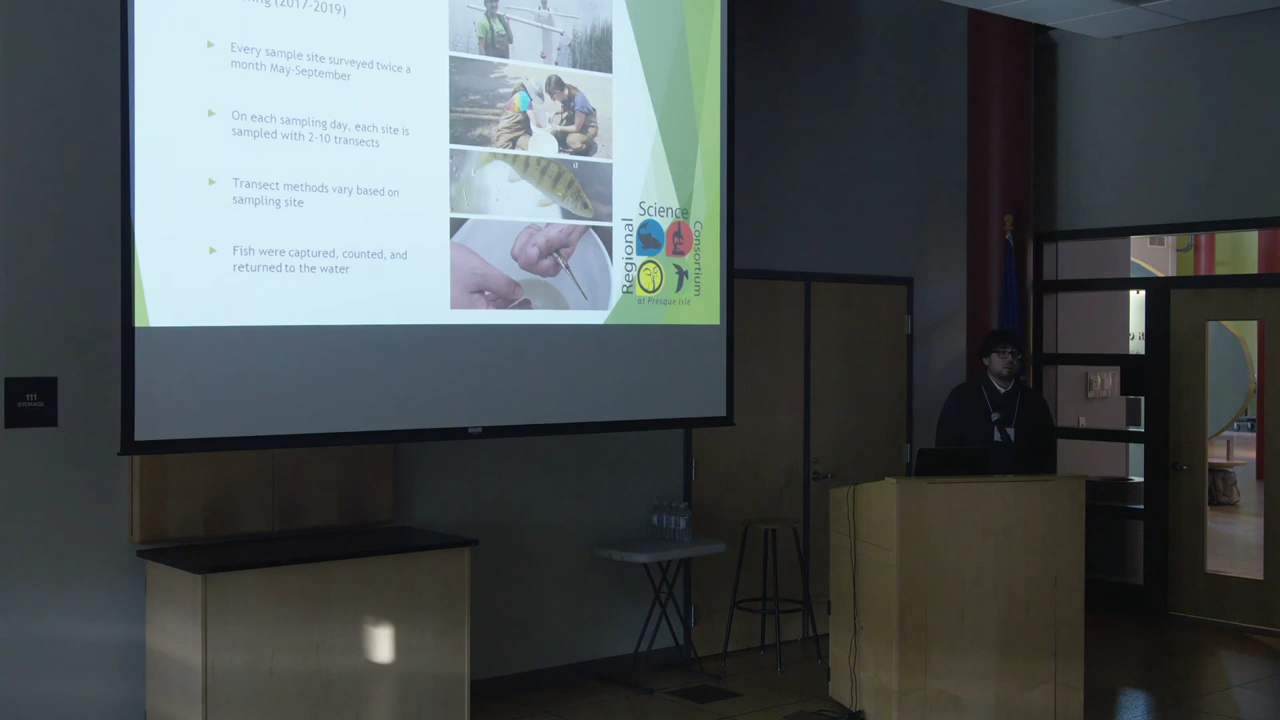 (2017-2019)
Every sample site surveyed twice a
month May-September
On each sampling day, each site is
sampled with 2-10 transects
Transect methods vary based on
sampling site
Fish were captured, counted, and
returned to the water
Regional
Science
Consortium
at Presque Isle
111
STORAGE